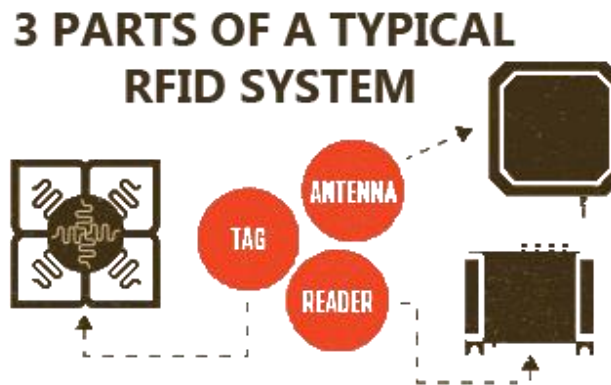 3 PARTS OF A TYPICAL
RFID SYSTEM
ANTENNA
TAG
READER